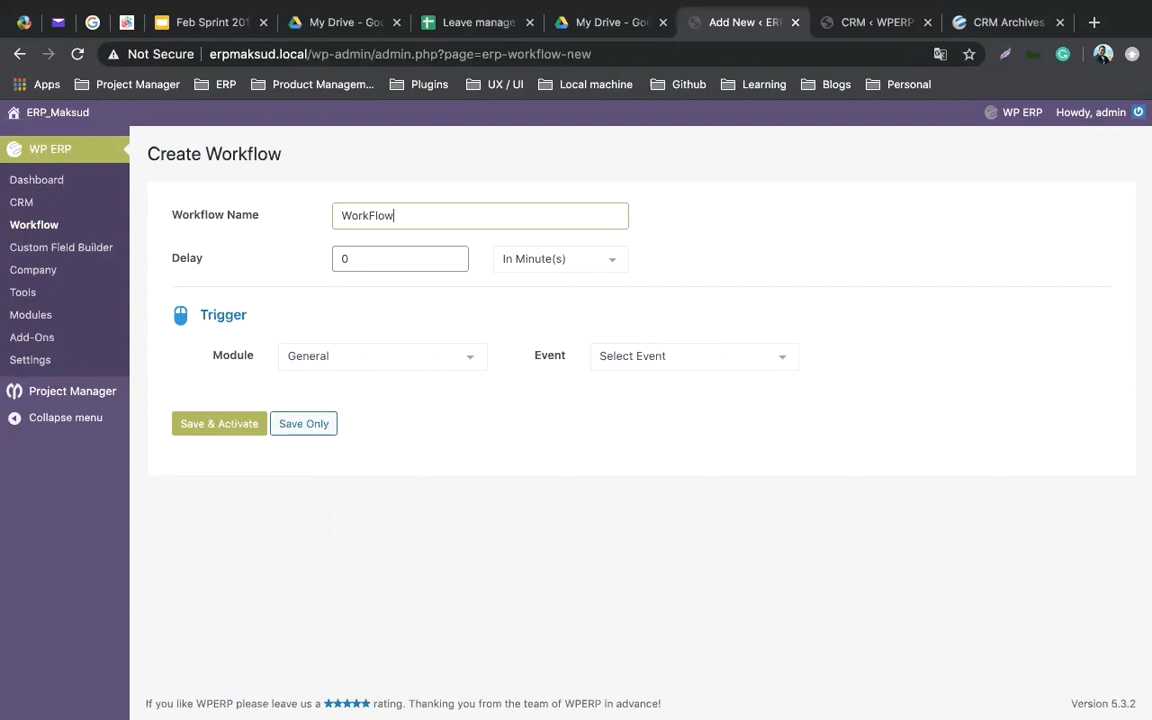 Feb Sprint 201
My Drive - Goo
Leave manage
My Drive - Goo
Add New ‹ ERP
CRM ‹ WPERP
CRM Archives
Not Secure
erpmaksud.local/wp-admin/admin.php?page=erp-workflow-new
Apps
Project Manager
ERP
Product Managem...
Plugins
UX / UI
Local machine
Github
Learning
Blogs
Personal
ERP_Maksud
WP ERP
Howdy, admin
WP ERP
Dashboard
CRM
Workflow
Custom Field Builder
Company
Tools
Modules
Add-Ons
Settings
Project Manager
Collapse menu
Create Workflow
Workflow Name
WorkFlow
Delay
0
In Minute(s)
Trigger
Module
General
Event
Select Event
Save & Activate
Save Only
If you like WPERP please leave us a ★★★★★ rating. Thanking you from the team of WPERP in advance!
Version 5.3.2